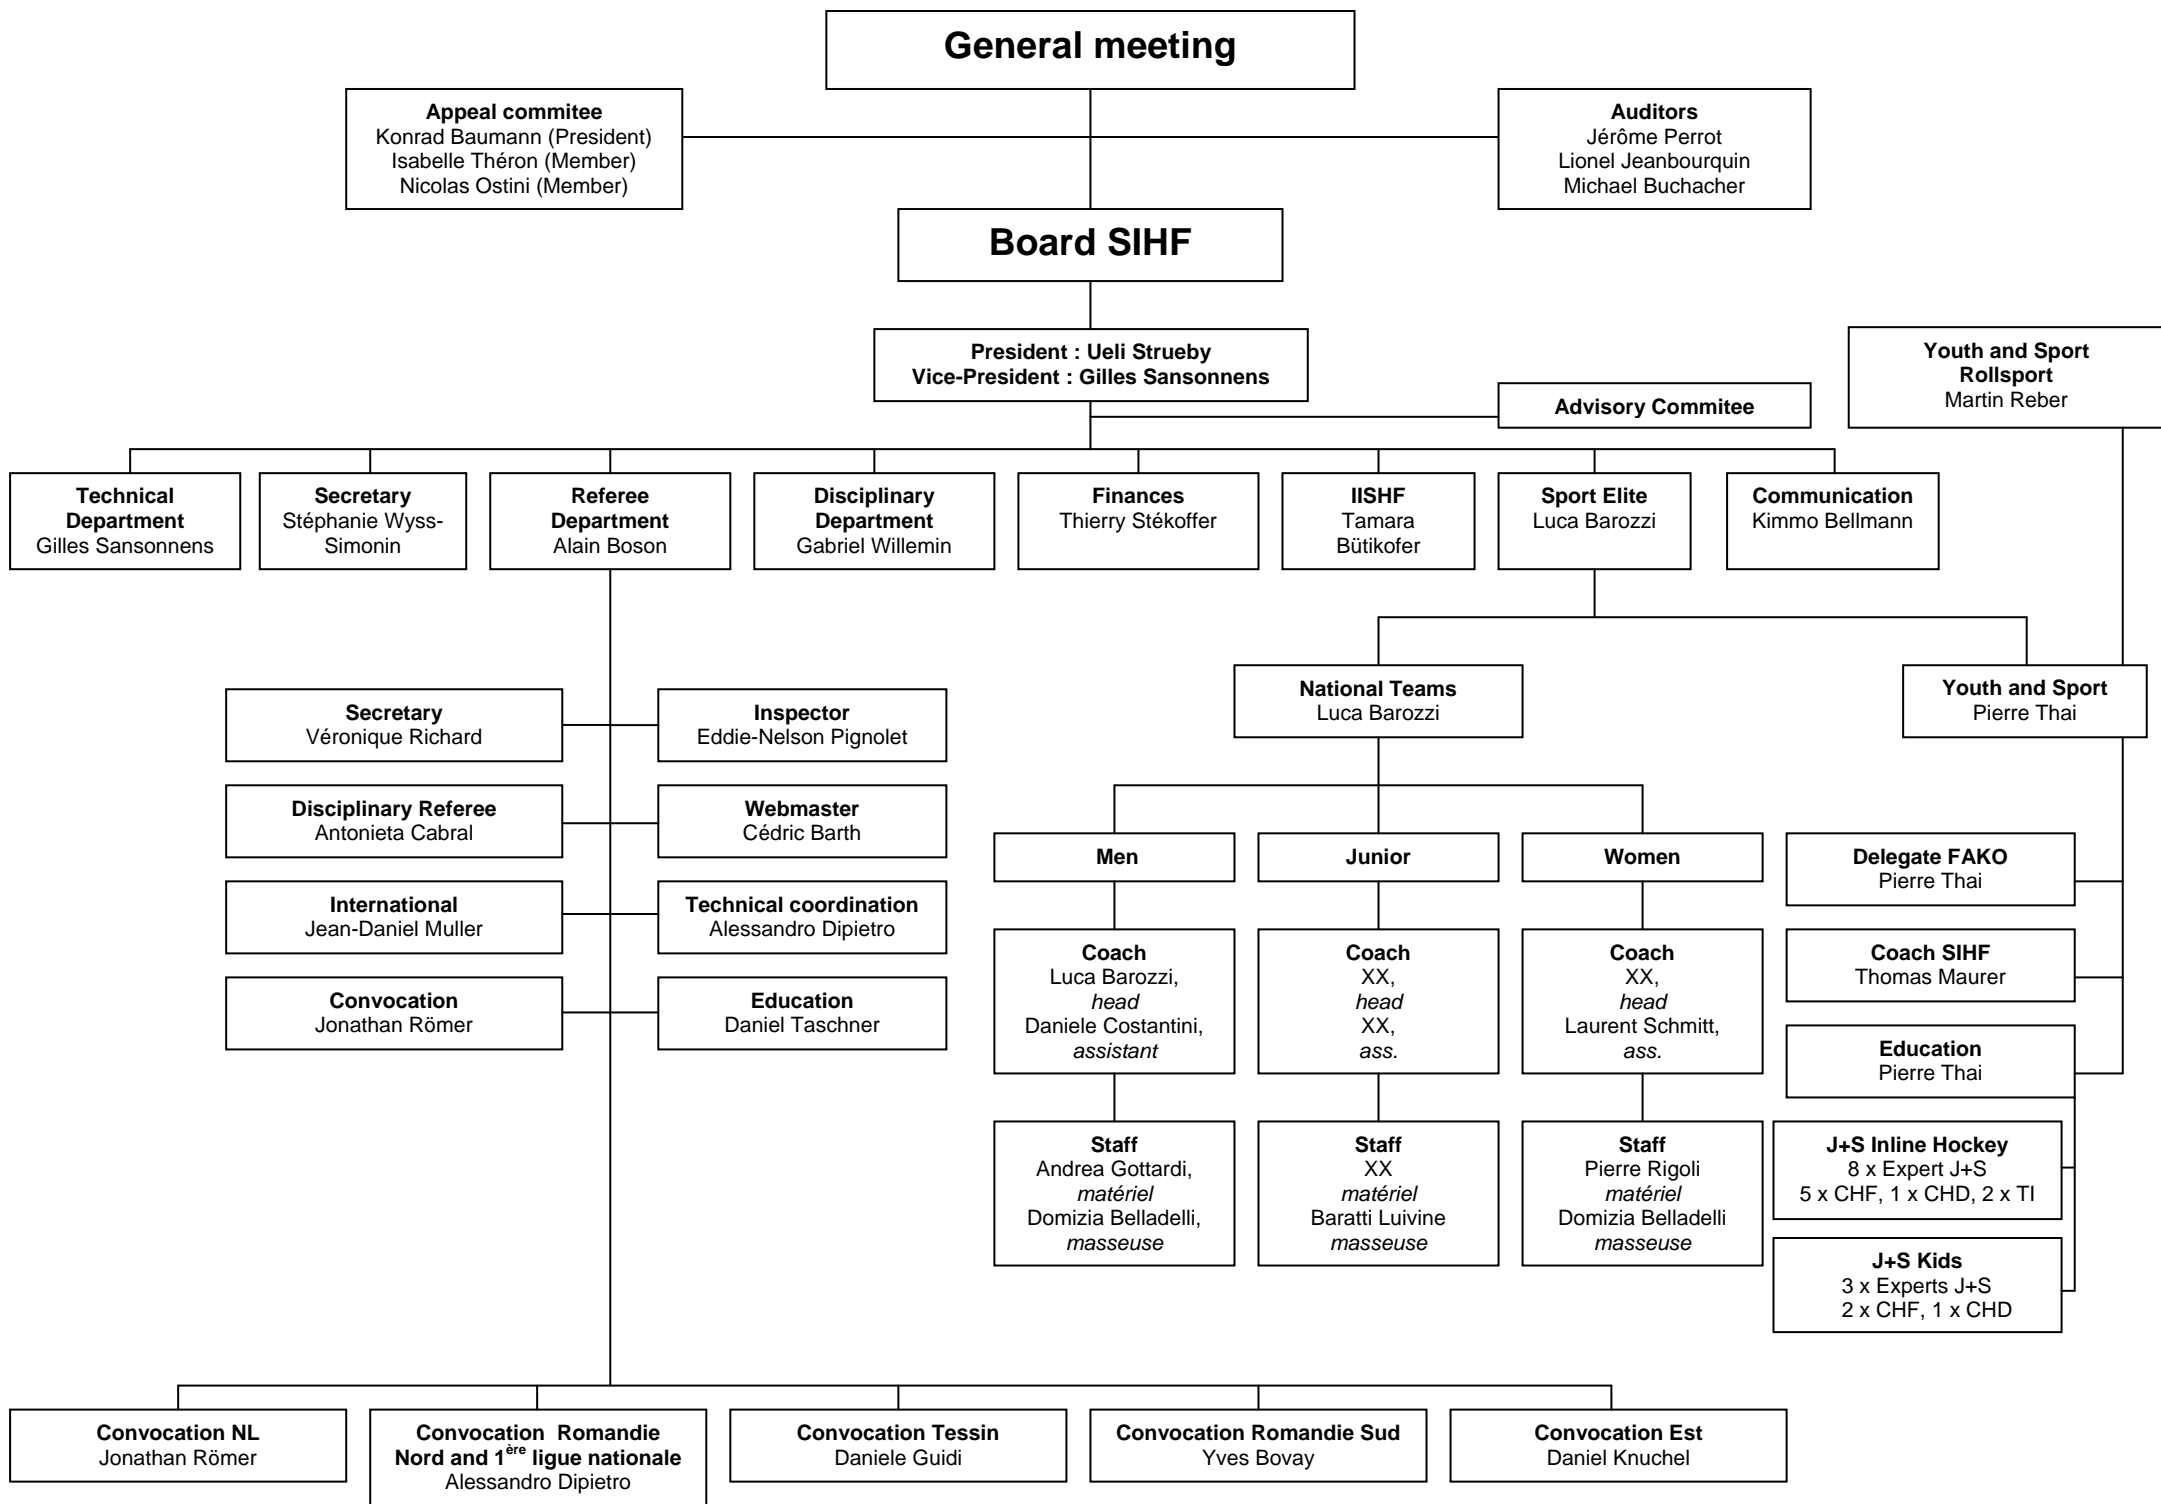 General meeting
Appeal commitee
Konrad Baumann (President)
Isabelle Théron (Member)
Nicolas Ostini (Member)
Auditors
Jérôme Perrot
Lionel Jeanbourquin
Michael Buchacher
Board SIHF
President : Ueli Strueby
Vice-President : Gilles Sansonnens
Youth and Sport
Rollsport
Martin Reber
Advisory Commitee
Technical
Department
Gilles Sansonnens
Secretary
Stéphanie Wyss-
Simonin
Referee
Department
Alain Boson
Disciplinary
Department
Gabriel Willemin
Finances
Thierry Stékoffer
IISHF
Tamara
Bütikofer
Sport Elite
Luca Barozzi
Communication
Kimmo Bellmann
National Teams
Luca Barozzi
Youth and Sport
Pierre Thai
Secretary
Véronique Richard
Inspector
Eddie-Nelson Pignolet
Disciplinary Referee
Antonieta Cabral
Webmaster
Cédric Barth
International
Jean-Daniel Muller
Technical coordination
Alessandro Dipietro
Convocation
Jonathan Römer
Education
Daniel Taschner
Men
Junior
Women
Coach
Luca Barozzi,
head
Daniele Costantini,
assistant
Coach
XX,
head
XX,
ass.
Coach
XX,
head
Laurent Schmitt,
ass.
Staff
Andrea Gottardi,
matériel
Domizia Belladelli,
masseuse
Staff
XX
matériel
Baratti Luivine
masseuse
Staff
Pierre Rigoli
matériel
Domizia Belladelli
masseuse
Delegate FAKO
Pierre Thai
Coach SIHF
Thomas Maurer
Education
Pierre Thai
J+S Inline Hockey
8 x Expert J+S
5 x CHF, 1 x CHD, 2 x TI
J+S Kids
3 x Experts J+S
2 x CHF, 1 x CHD
Convocation NL
Jonathan Römer
Convocation Romandie
Nord and 1ère ligue nationale
Alessandro Dipietro
Convocation Tessin
Daniele Guidi
Convocation Romandie Sud
Yves Bovay
Convocation Est
Daniel Knuchel